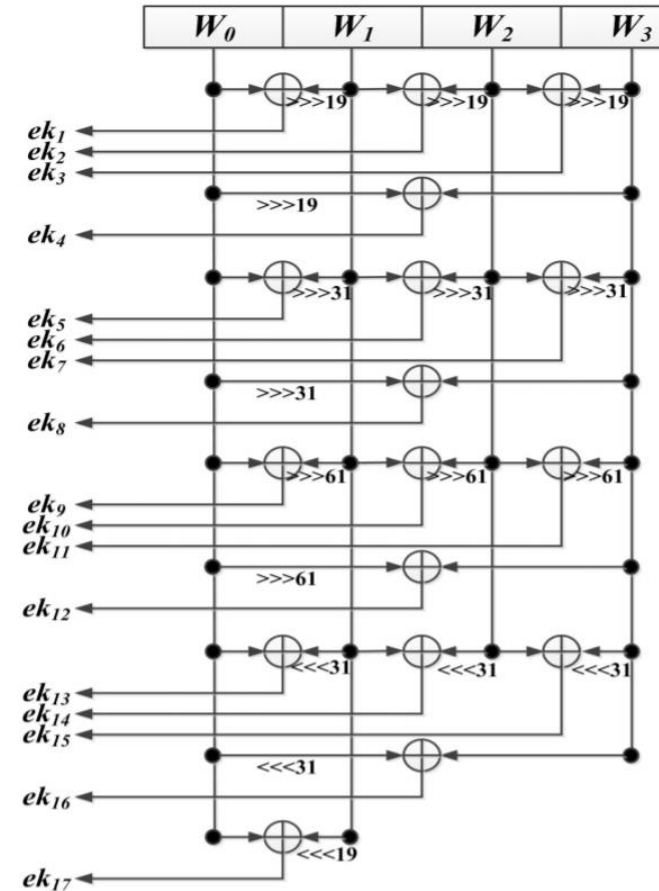 W₀ W₁ W₂ W₃
>>>19 >>>19 >>>19
ek₁
ek₂
ek₃
>>>19
ek₄
>>>31 >>>31 >>>31
ek₅
ek₆
ek₇
>>>31
ek₈
>>>61 >>>61 >>>61
ek₉
ek₁₀
ek₁₁
>>>61
ek₁₂
<<<31 <<<31 <<<31
ek₁₃
ek₁₄
ek₁₅
<<<31
ek₁₆
<<<19
ek₁₇